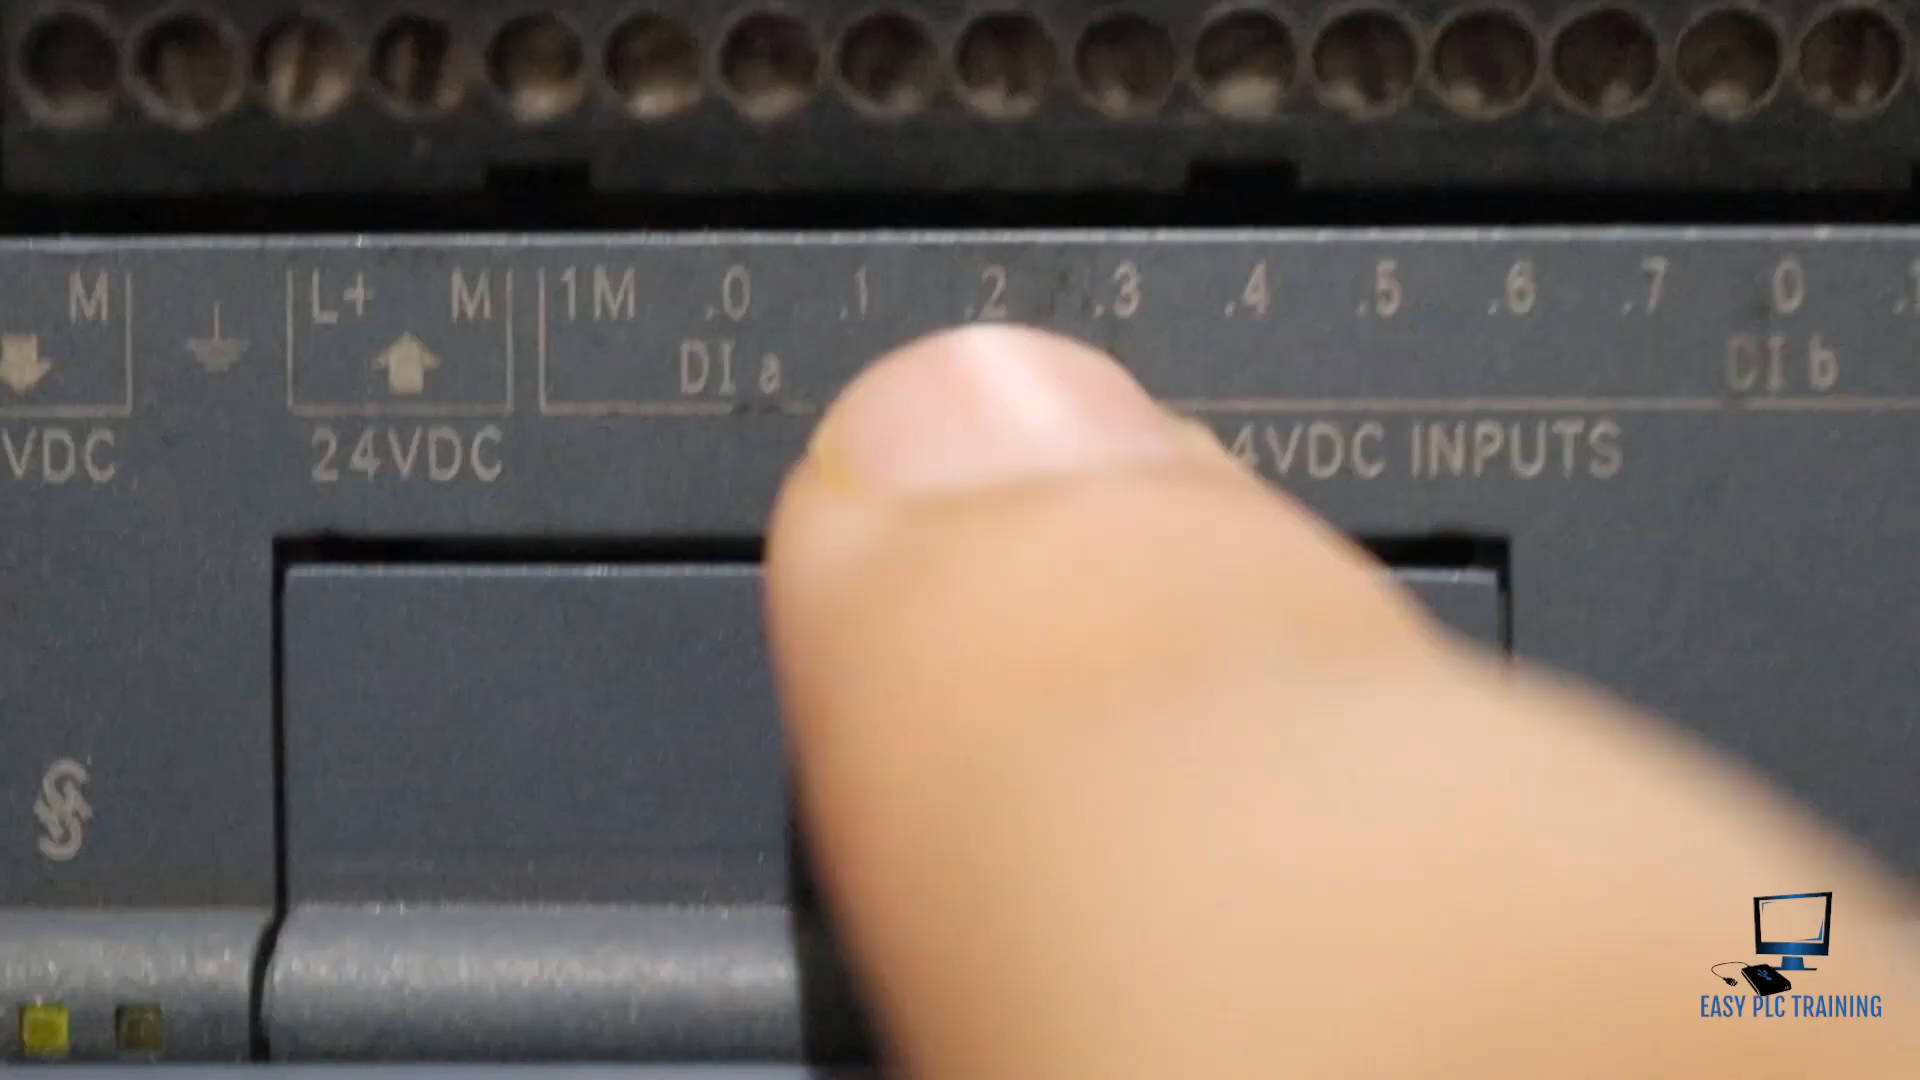 M L+ M 1M .0 .1 .2 .3 .4 .5 .6 .7 0 .1
DI a DI b
VDC 24VDC 4VDC INPUTS
EASY PLC TRAINING